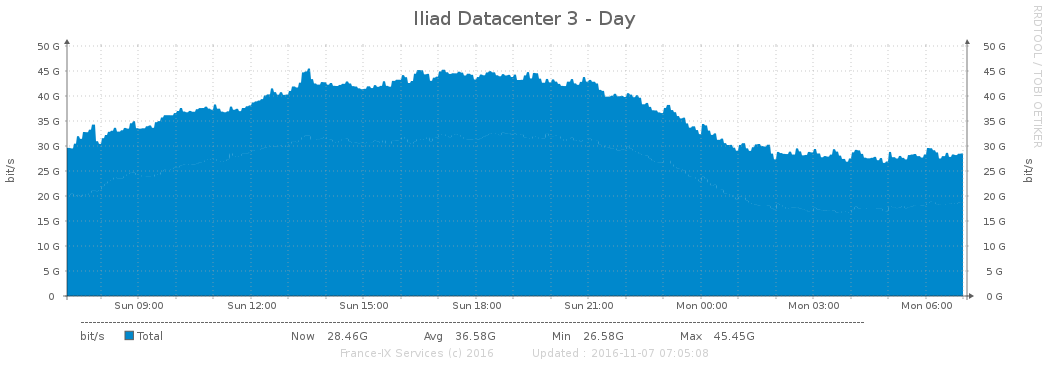 Iliad Datacenter 3 - Day
RRDTOOL / TOBI OETIKER
bit/s
50 G 50 G
45 G 45 G
40 G 40 G
35 G 35 G
30 G 30 G
25 G 25 G
20 G 20 G
15 G 15 G
10 G 10 G
5 G 5 G
0 0 G
bit/s
Sun 09:00 Sun 12:00 Sun 15:00 Sun 18:00 Sun 21:00 Mon 00:00 Mon 03:00 Mon 06:00
bit/s Total Now 28.46G Avg 36.58G Min 26.58G Max 45.45G
France-IX Services (c) 2016 Updated : 2016-11-07 07:05:08